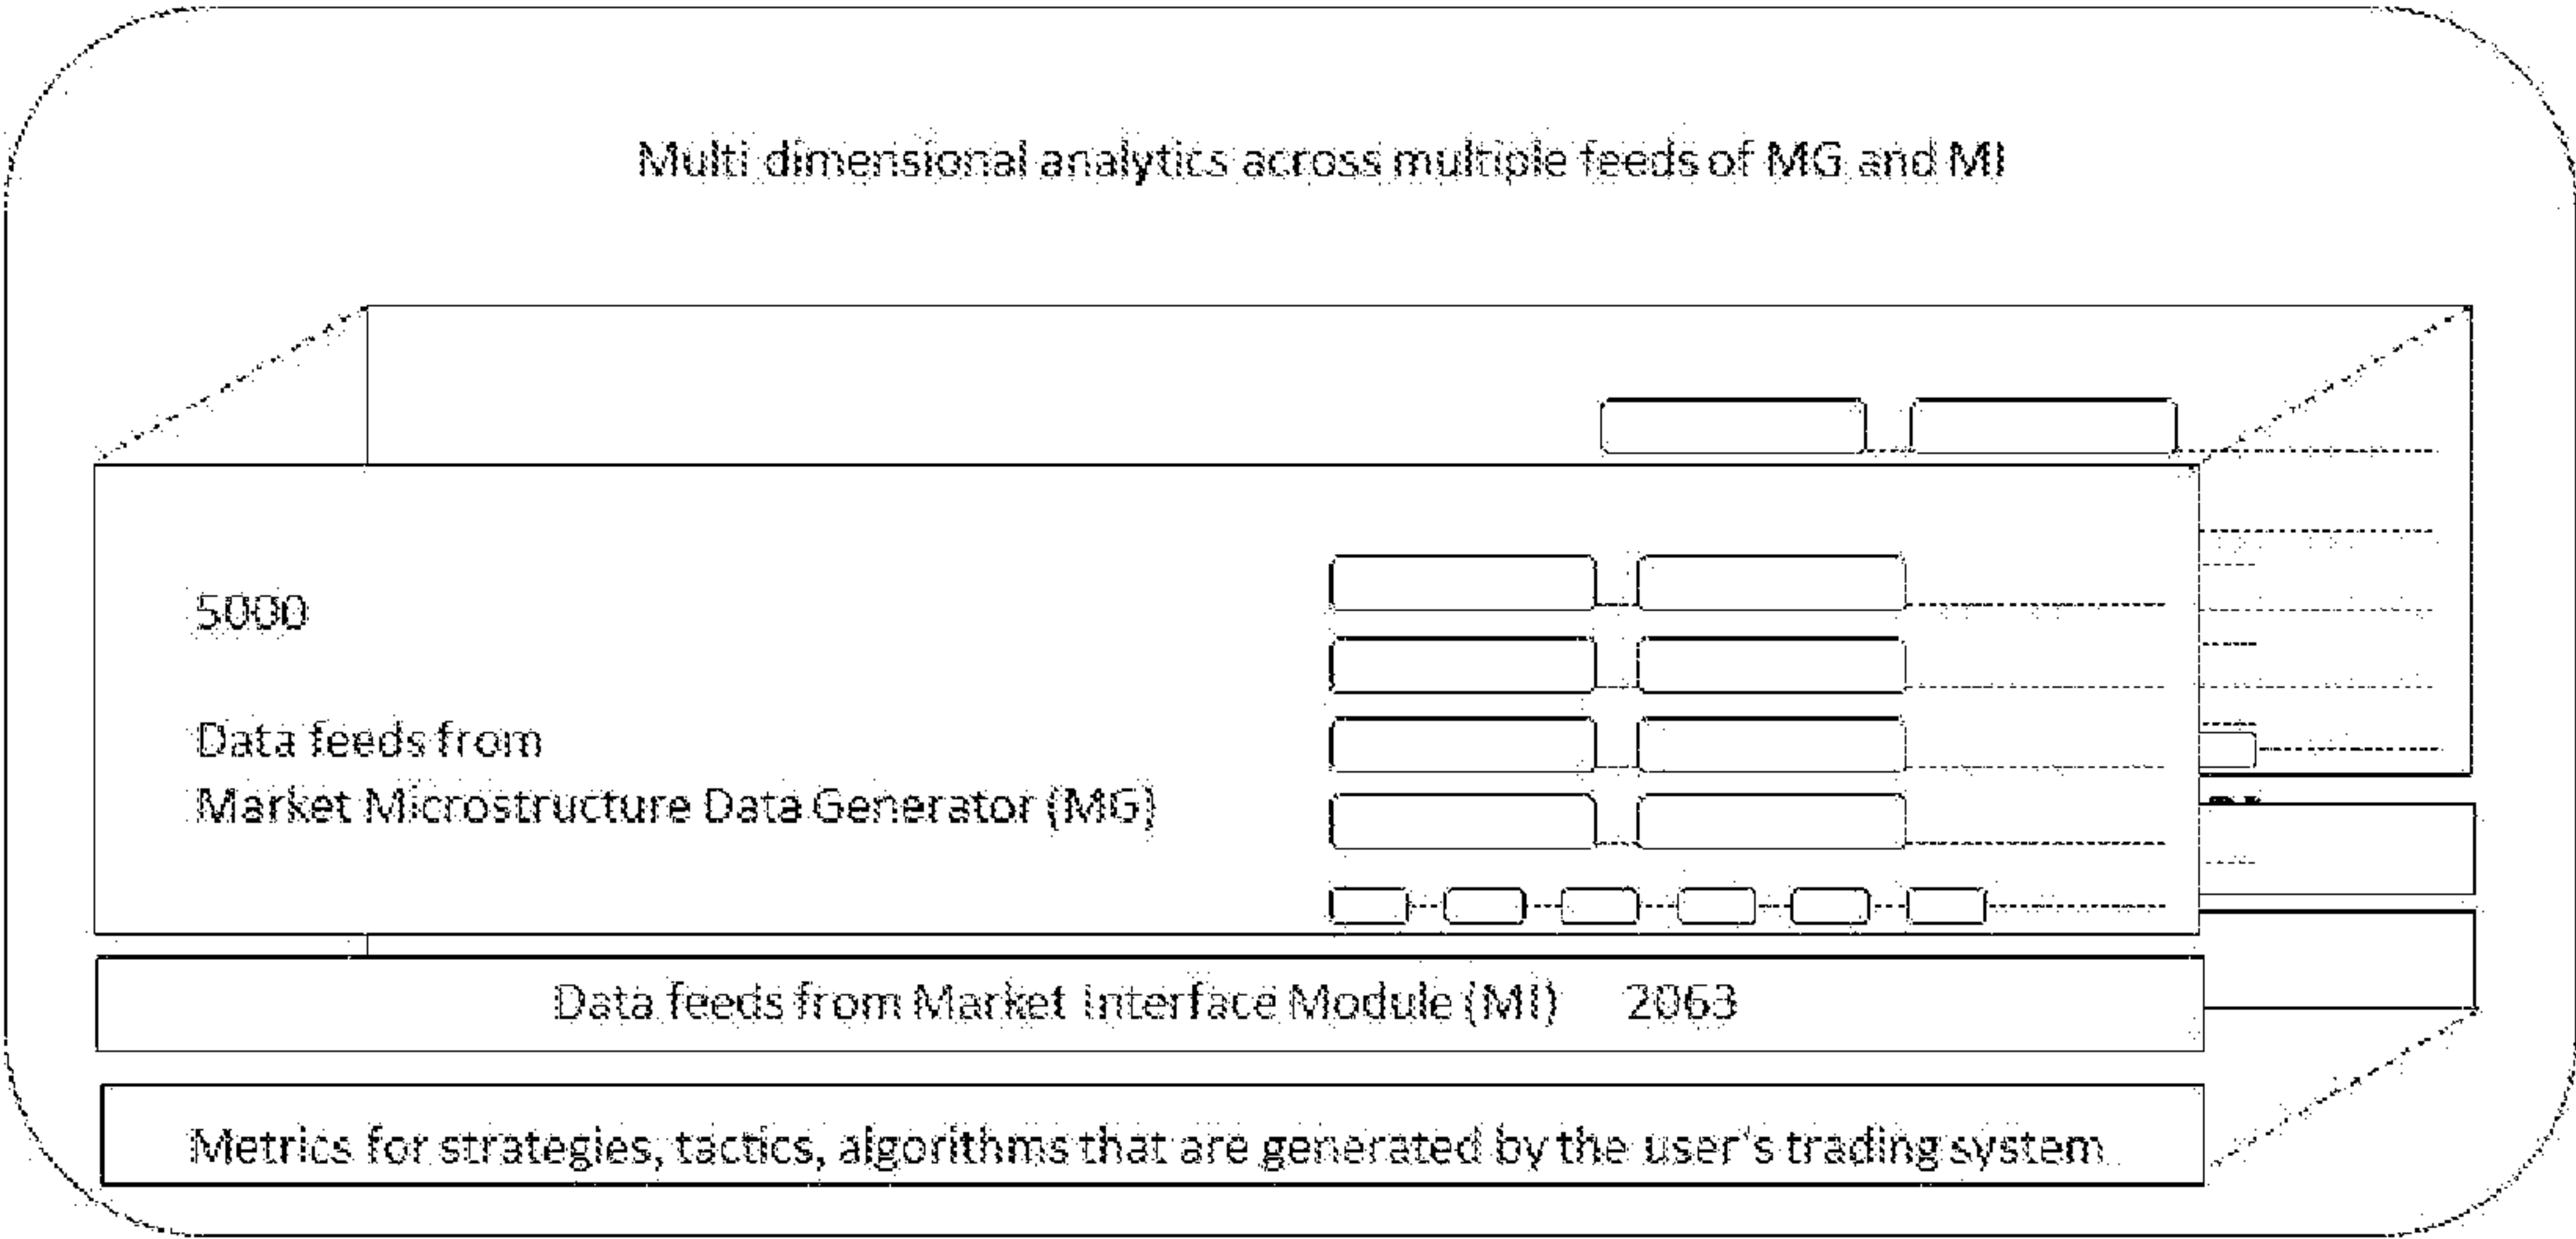 Multi dimensional analytics across multiple feeds of MG and MI
5000
Data feeds from
Market Microstructure Data Generator (MG)
Data feeds from Market Interface Module (MI) 2063
Metrics for strategies, tactics, algorithms that are generated by the user's trading system